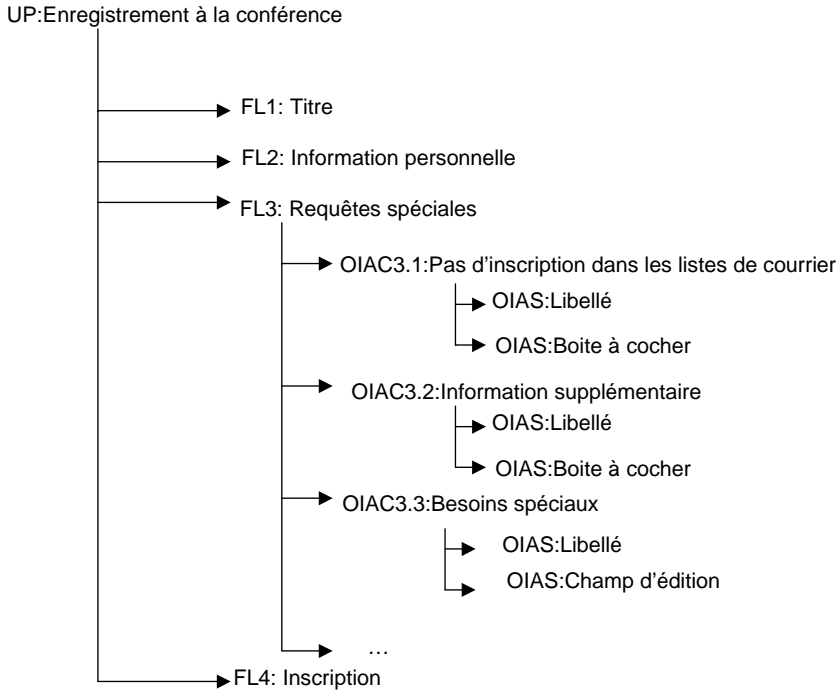 UP:Enregistrement à la conférence
FL1: Titre
FL2: Information personnelle
FL3: Requêtes spéciales
OIAC3.1:Pas d'inscription dans les listes de courrier
OIAS:Libellé
OIAS:Boite à cocher
OIAC3.2:Information supplémentaire
OIAS:Libellé
OIAS:Boite à cocher
OIAC3.3:Besoins spéciaux
OIAS:Libellé
OIAS:Champ d'édition
…
FL4: Inscription